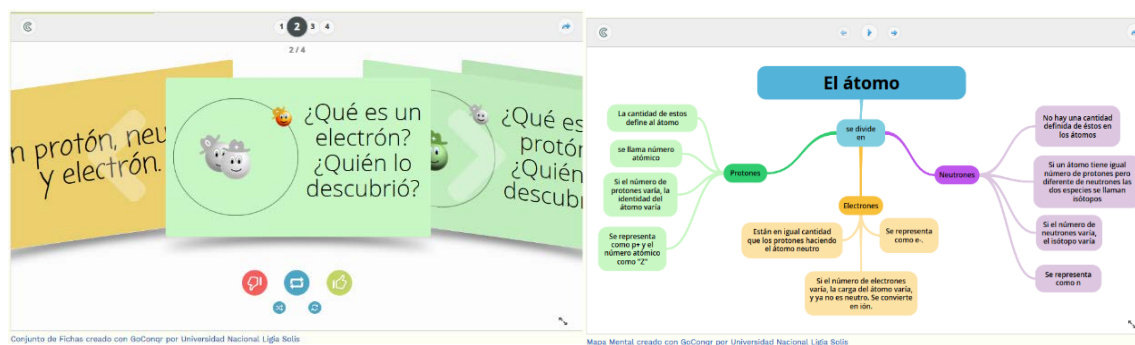 1 2 3 4
2 / 4
n protón, neu
y electrón.
¿Qué es un
electrón?
¿Quién lo
descubrió?
¿Qué es
protón
¿Quién
descubr
Conjunto de Fichas creado con GoConqr por Universidad Nacional Ligia Solis
El átomo
se divide
en
Protones
La cantidad de estos
define al átomo
se llama número
atómico
Si el número de
protones varía, la
identidad del
átomo varía
Se representa
como p+ y el
número atómico
como "Z"
Electrones
Están en igual cantidad
que los protones haciendo
el átomo neutro
Se representa
como e-.
Si el número de electrones
varía, la carga del átomo varía,
y ya no es neutro. Se convierte
en ión.
Neutrones
No hay una cantidad
definida de éstos en
los átomos
Si un átomo tiene igual
número de protones pero
diferente de neutrones las
dos especies se llaman
isótopos
Si el número de
neutrones varía,
el isótopo varía
Se representa
como n
Mapa Mental creado con GoConqr por Universidad Nacional Ligia Solis